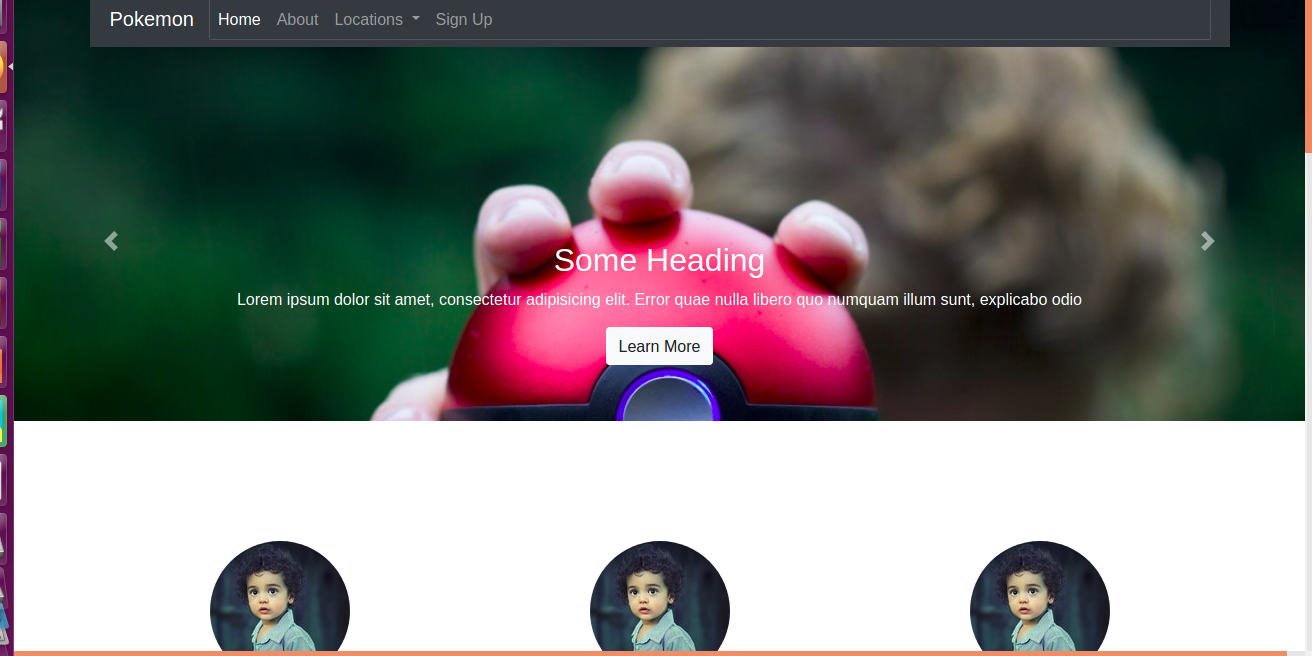 Pokemon Home About Locations Sign Up
Some Heading
Lorem ipsum dolor sit amet, consectetur adipisicing elit. Error quae nulla libero quo numquam illum sunt, explicabo odio
Learn More